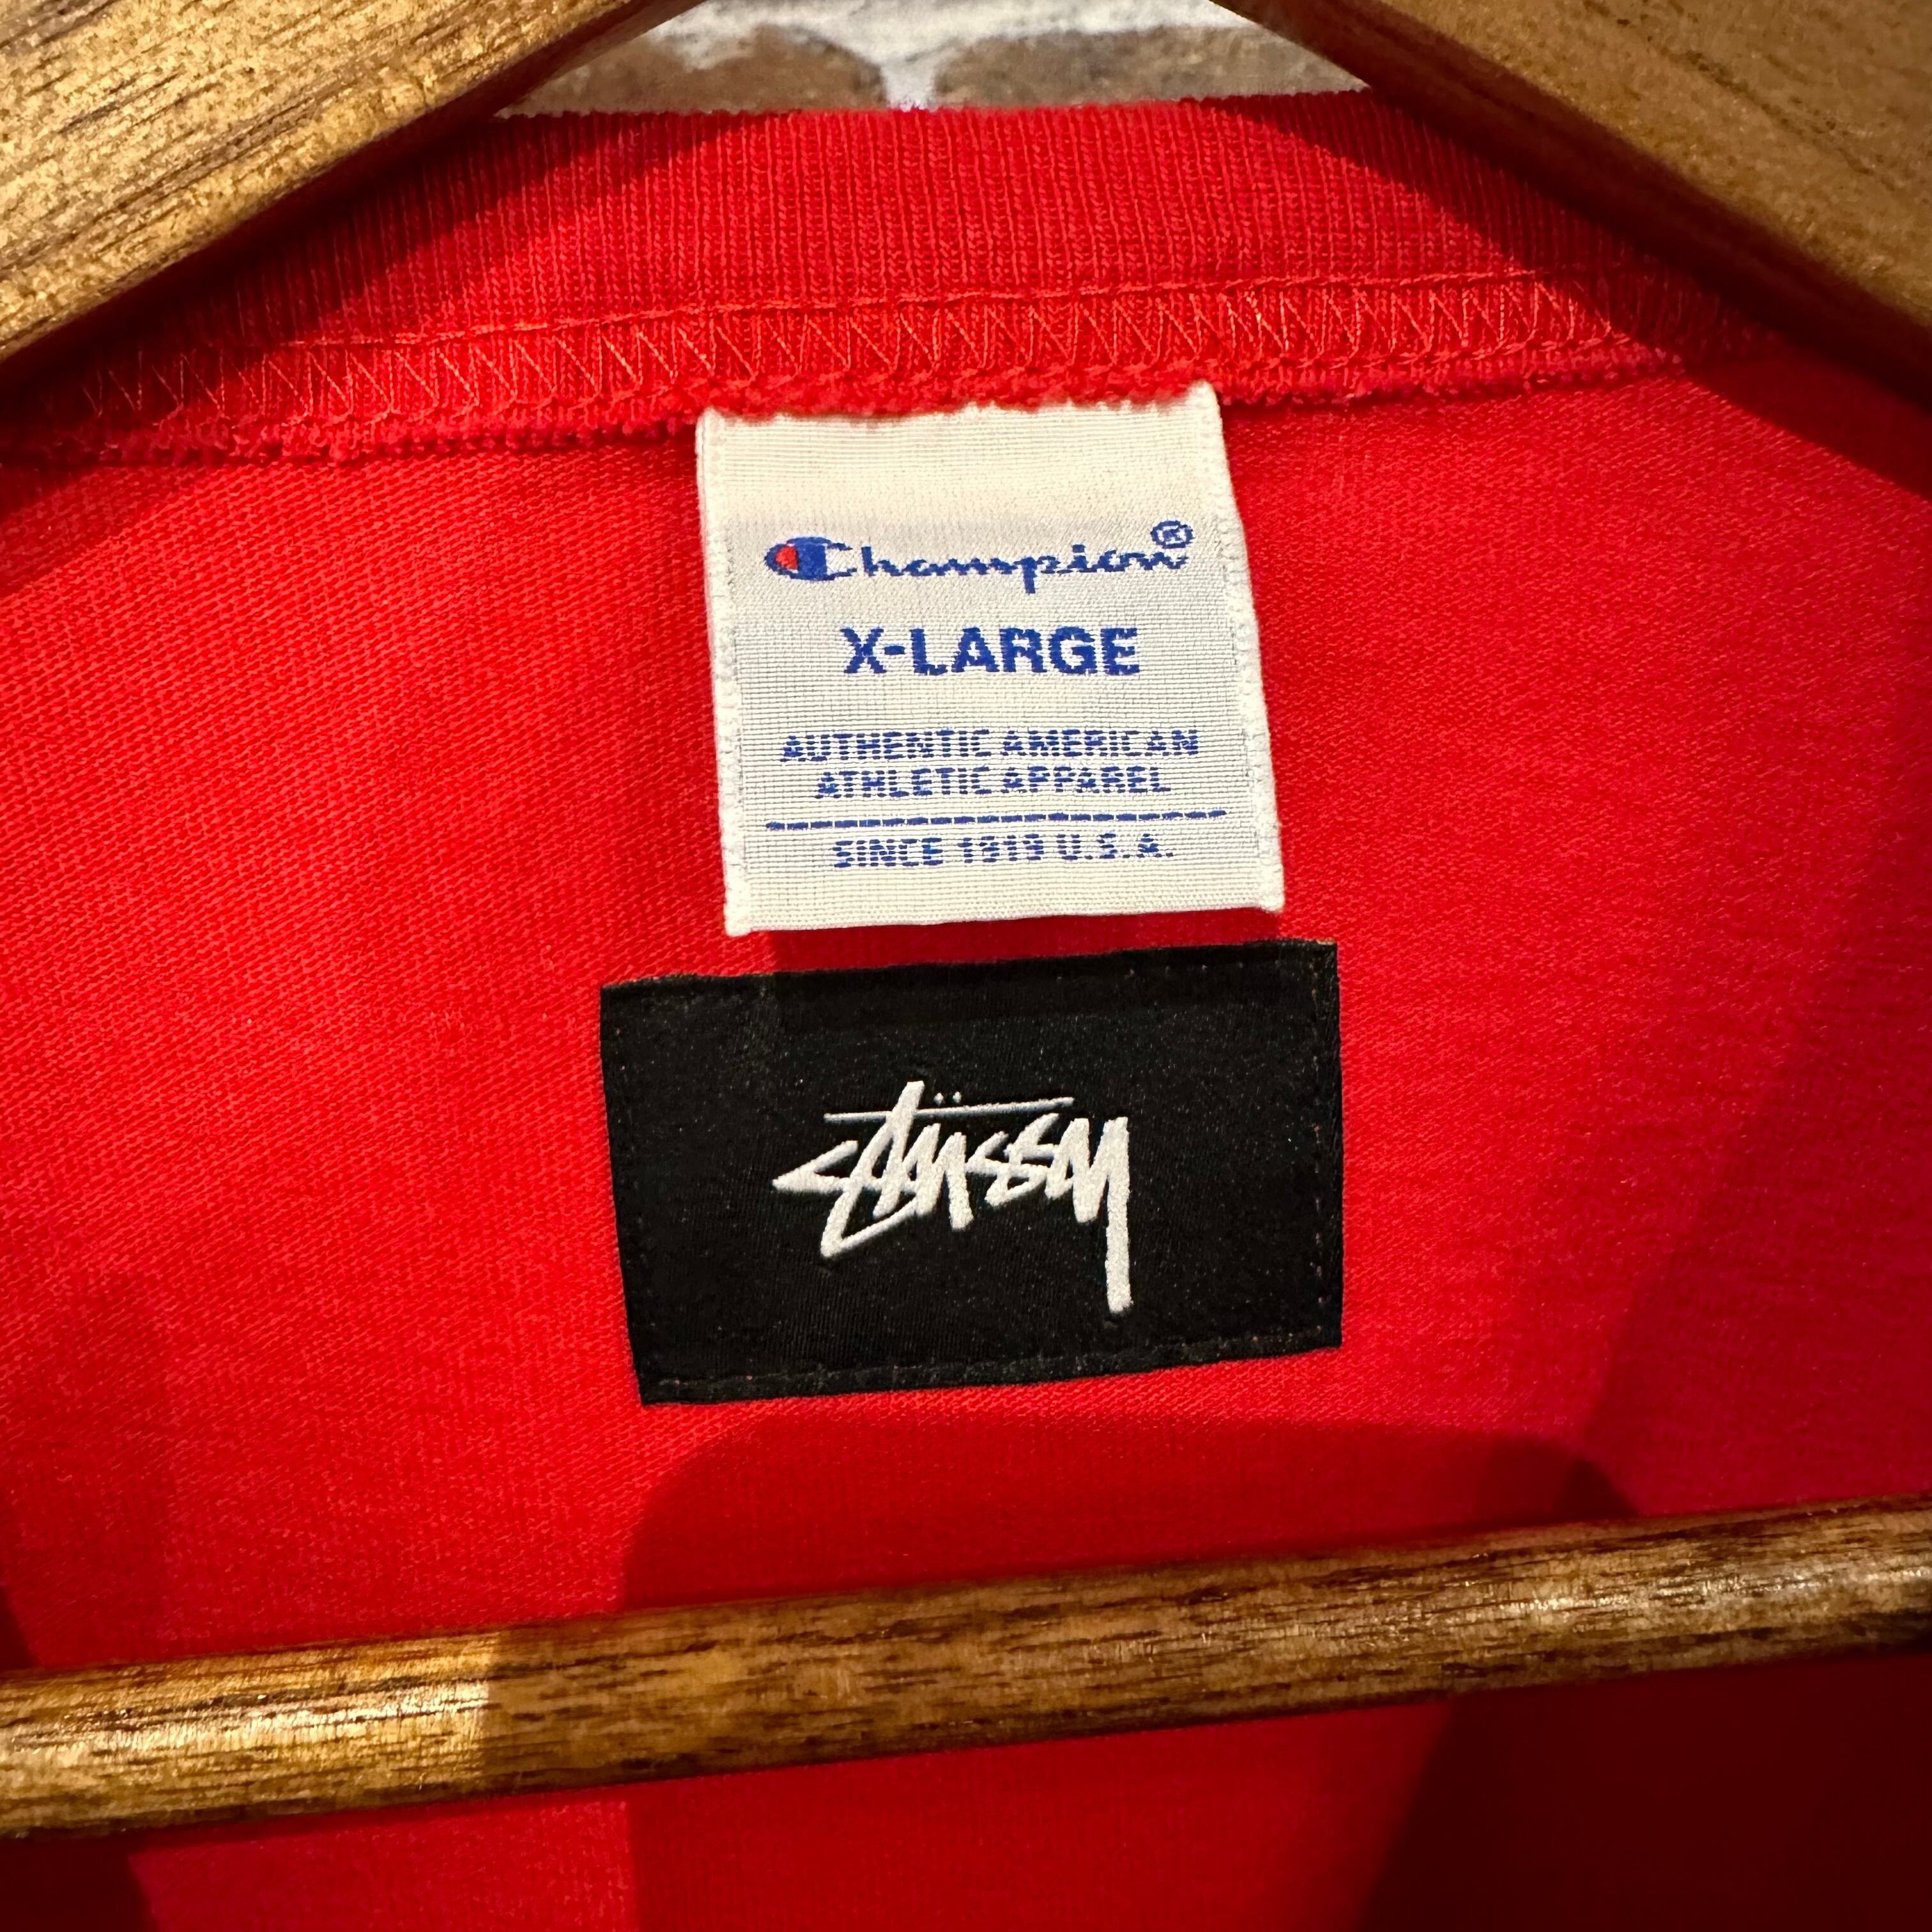 Champion®
X-LARGE
AUTHENTIC AMERICAN
ATHLETIC APPAREL
SINCE 1919 U.S.A.
Stüssy